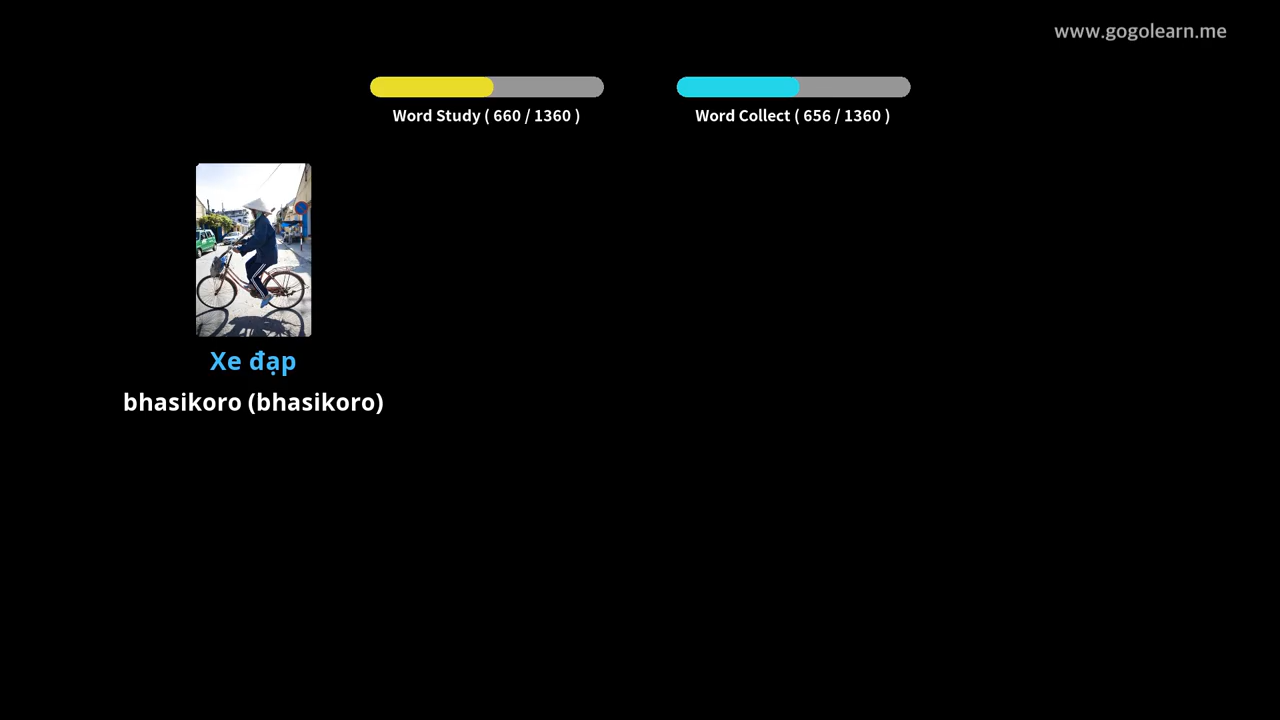 www.gogolearn.me
Word Study ( 660 / 1360 )
Word Collect ( 656 / 1360 )
Xe đạp
bhasikoro (bhasikoro)